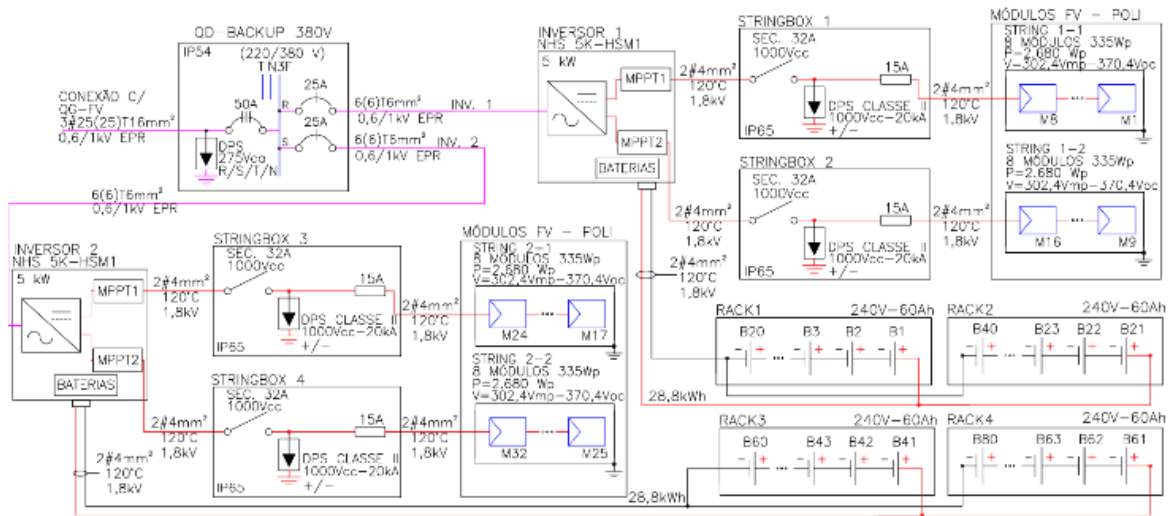 QD-BACKUP 380V
IP54
(220/380 V)
T N3F
CONEXÃO C/
QG-FV
3#25(25)T16mm²
0,6/1kV EPR
50A
DPS
275Vca
R/S/T/N
R
25A
S
25A
6(6)T6mm² INV. 1
0,6/1kV EPR
6(6)T6mm² INV. 2
0,6/1kV EPR
6(6)T6mm²
0,6/1kV EPR
INVERSOR 1
NHS 5K-HSM1
5 kW
MPPT1
MPPT2
BATERIAS
2#4mm²
120°C
1,8kV
2#4mm²
120°C
1,8kV
2#4mm²
120°C
1,8kV
STRINGBOX 1
SEC. 32A
1000Vcc
15A
DPS CLASSE II
1000Vcc-20kA
+/-
IP65
2#4mm²
120°C
1,8kV
STRINGBOX 2
SEC. 32A
1000Vcc
15A
DPS CLASSE II
1000Vcc-20kA
+/-
IP65
2#4mm²
120°C
1,8kV
MÓDULOS FV - POLI
STRING 1-1
8 MÓDULOS 335Wp
P=2.680 Wp
V=302,4Vmp-370,4Voc
M8
M1
STRING 1-2
8 MÓDULOS 335Wp
P=2.680 Wp
V=302,4Vmp-370,4Voc
M16
M9
INVERSOR 2
NHS 5K-HSM1
5 kW
MPPT1
MPPT2
BATERIAS
2#4mm²
120°C
1,8kV
2#4mm²
120°C
1,8kV
2#4mm²
120°C
1,8kV
STRINGBOX 3
SEC. 32A
1000Vcc
15A
DPS CLASSE II
1000Vcc-20kA
+/-
IP65
2#4mm²
120°C
1,8kV
STRINGBOX 4
SEC. 32A
1000Vcc
15A
DPS CLASSE II
1000Vcc-20kA
+/-
IP65
2#4mm²
120°C
1,8kV
MÓDULOS FV - POLI
STRING 2-1
8 MÓDULOS 335Wp
P=2.680 Wp
V=302,4Vmp-370,4Voc
M24
M17
STRING 2-2
8 MÓDULOS 335Wp
P=2.680 Wp
V=302,4Vmp-370,4Voc
M32
M25
RACK1 240V-60Ah
B20 B3 B2 B1
RACK2 240V-60Ah
B40 B23 B22 B21
28,8kWh
RACK3 240V-60Ah
B60 B43 B42 B41
RACK4 240V-60Ah
B80 B63 B62 B61
28,8kWh